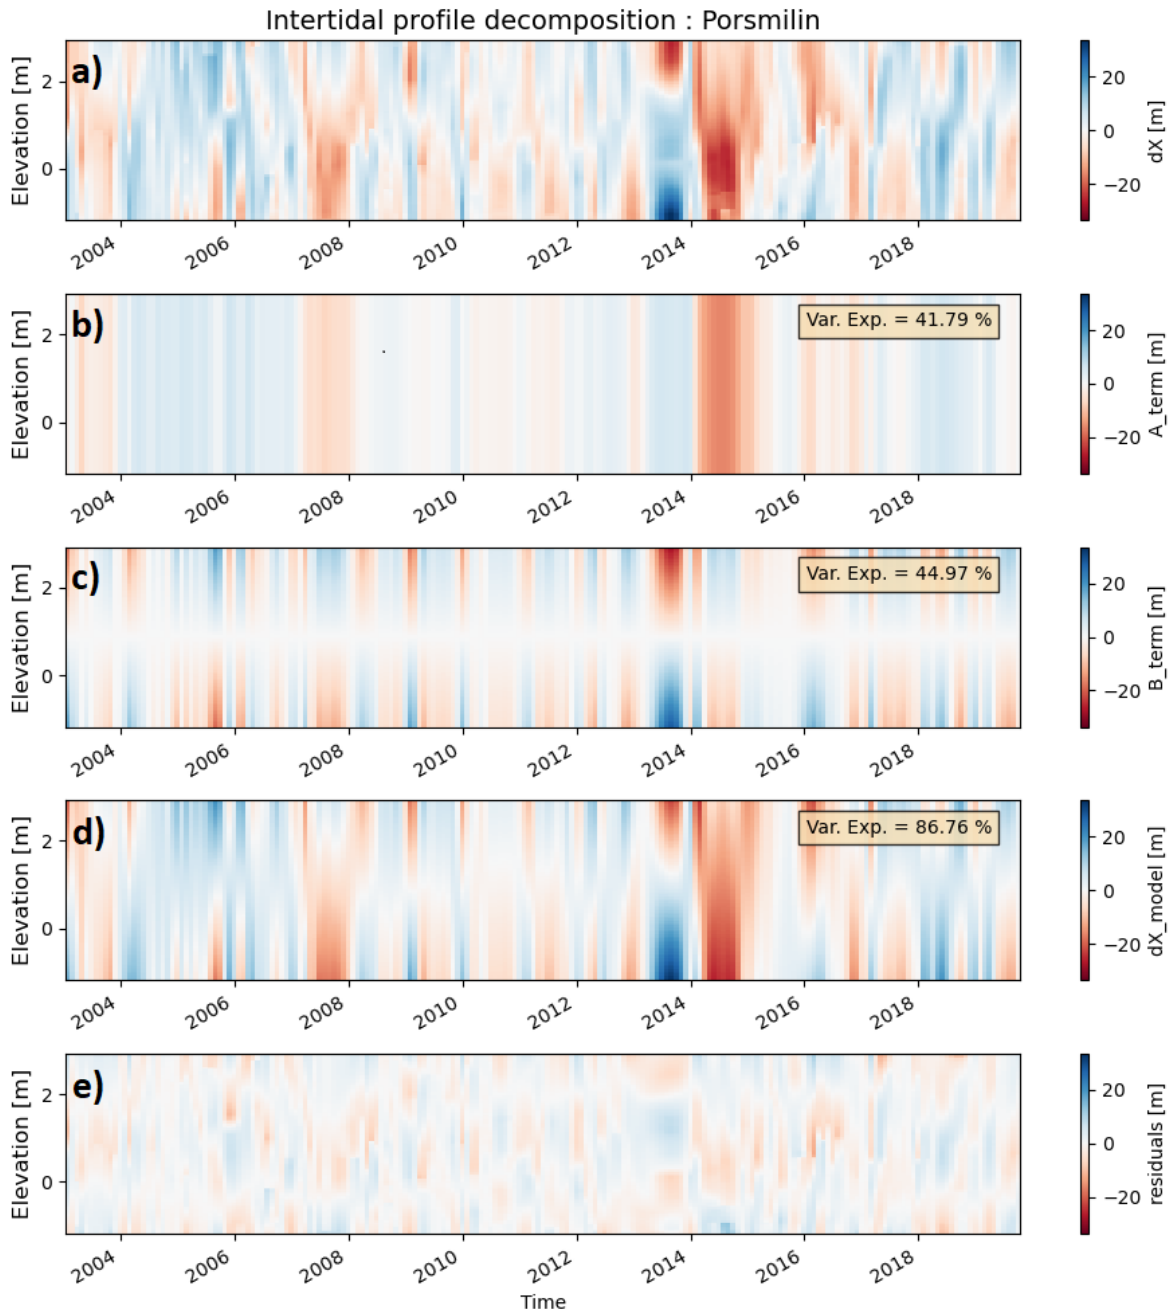 Intertidal profile decomposition : Porsmilin
a)
Elevation [m]
2
0
2004 2006 2008 2010 2012 2014 2016 2018
20
0
−20
dX [m]
b)
Var. Exp. = 41.79 %
Elevation [m]
2
0
2004 2006 2008 2010 2012 2014 2016 2018
20
0
−20
A_term [m]
c)
Var. Exp. = 44.97 %
Elevation [m]
2
0
2004 2006 2008 2010 2012 2014 2016 2018
20
0
−20
B_term [m]
d)
Var. Exp. = 86.76 %
Elevation [m]
2
0
2004 2006 2008 2010 2012 2014 2016 2018
20
0
−20
dX_model [m]
e)
Elevation [m]
2
0
2004 2006 2008 2010 2012 2014 2016 2018
20
0
−20
residuals [m]
Time